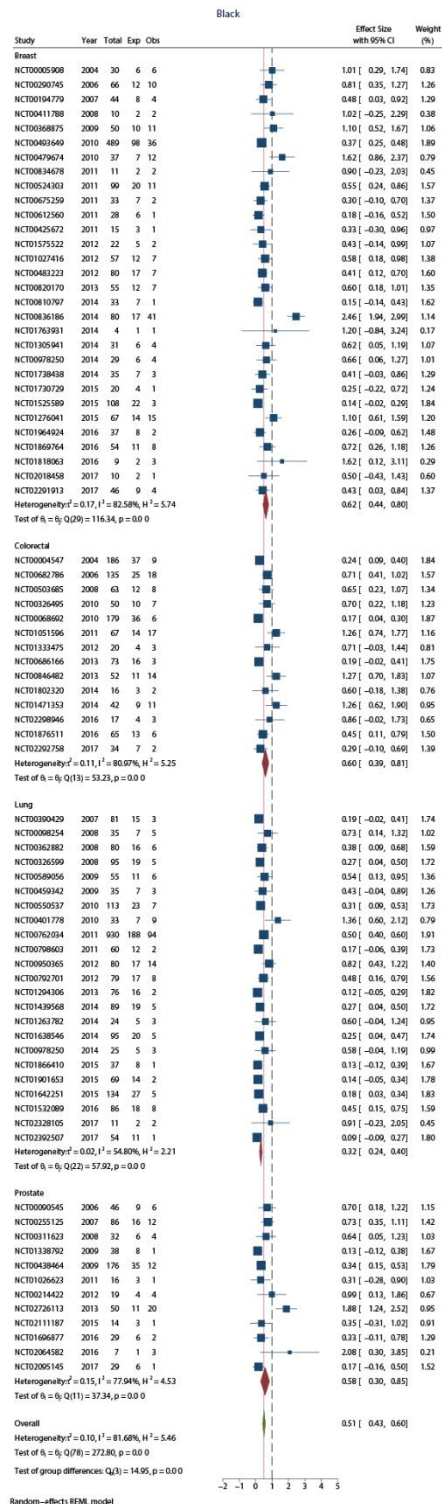 Black
Effect Size Weight
Study Year Total Exp Obs with 95% CI (%)
Breast
NCT00005908 2004 30 6 6 1.01 [ 0.29, 1.74] 0.83
NCT00290745 2006 66 12 10 0.81 [ 0.35, 1.27] 1.26
NCT00194779 2007 44 8 4 0.48 [ 0.03, 0.92] 1.29
NCT00411788 2008 10 2 2 1.02 [ −0.25, 2.29] 0.38
NCT00368875 2009 50 10 11 1.10 [ 0.52, 1.67] 1.06
NCT00493649 2010 489 98 36 0.37 [ 0.25, 0.48] 1.89
NCT00479674 2010 37 7 12 1.62 [ 0.86, 2.37] 0.79
NCT00834678 2011 11 2 2 0.90 [ −0.23, 2.03] 0.45
NCT00524303 2011 99 20 11 0.55 [ 0.24, 0.86] 1.57
NCT00675259 2011 33 7 2 0.30 [ −0.10, 0.70] 1.37
NCT00612560 2011 28 6 1 0.18 [ −0.16, 0.52] 1.50
NCT00425672 2011 15 3 1 0.33 [ −0.30, 0.96] 0.97
NCT01575522 2012 22 5 2 0.43 [ −0.14, 0.99] 1.07
NCT01027416 2012 57 12 7 0.58 [ 0.18, 0.98] 1.38
NCT00483223 2012 80 17 7 0.41 [ 0.12, 0.70] 1.60
NCT00820170 2013 55 12 7 0.60 [ 0.18, 1.01] 1.35
NCT00810797 2014 33 7 1 0.15 [ −0.14, 0.43] 1.62
NCT00836186 2014 80 17 41 2.46 [ 1.94, 2.99] 1.14
NCT01763931 2014 4 1 1 1.20 [ −0.84, 3.24] 0.17
NCT01305941 2014 31 6 4 0.62 [ 0.05, 1.19] 1.07
NCT00978250 2014 29 6 4 0.66 [ 0.06, 1.27] 1.01
NCT01738438 2014 35 7 3 0.41 [ −0.03, 0.86] 1.29
NCT01730729 2015 20 4 1 0.25 [ −0.22, 0.72] 1.24
NCT01525589 2015 108 22 3 0.14 [ −0.02, 0.29] 1.84
NCT01276041 2015 67 14 15 1.10 [ 0.61, 1.59] 1.20
NCT01964924 2016 37 8 2 0.26 [ −0.09, 0.62] 1.48
NCT01869764 2016 54 11 8 0.72 [ 0.26, 1.18] 1.26
NCT01818063 2016 9 2 3 1.62 [ 0.12, 3.11] 0.29
NCT02018458 2017 10 2 1 0.50 [ −0.43, 1.43] 0.60
NCT02291913 2017 46 9 4 0.43 [ 0.03, 0.84] 1.37
Heterogeneity:τ² = 0.17, I² = 82.58%, H² = 5.74 0.62 [ 0.44, 0.80]
Test of θᵢ = θⱼ: Q(29) = 116.34, p = 0.0 0
Colorectal
NCT00004547 2004 186 37 9 0.24 [ 0.09, 0.40] 1.84
NCT00682786 2006 135 25 18 0.71 [ 0.41, 1.02] 1.57
NCT00503685 2008 63 12 8 0.65 [ 0.23, 1.07] 1.34
NCT00326495 2010 50 10 7 0.70 [ 0.22, 1.18] 1.23
NCT00068692 2010 179 36 6 0.17 [ 0.04, 0.30] 1.87
NCT01051596 2011 67 14 17 1.26 [ 0.74, 1.77] 1.16
NCT01333475 2012 20 4 3 0.71 [ −0.03, 1.44] 0.81
NCT00686166 2013 73 16 3 0.19 [ −0.02, 0.41] 1.75
NCT00846482 2013 52 11 14 1.27 [ 0.70, 1.83] 1.07
NCT01802320 2014 16 3 2 0.60 [ −0.18, 1.38] 0.76
NCT01471353 2014 42 9 11 1.26 [ 0.62, 1.90] 0.95
NCT02298946 2016 17 4 3 0.86 [ −0.02, 1.73] 0.65
NCT01876511 2016 65 13 6 0.45 [ 0.11, 0.79] 1.50
NCT02292758 2017 34 7 2 0.29 [ −0.10, 0.69] 1.39
Heterogeneity:τ² = 0.11, I² = 80.97%, H² = 5.25 0.60 [ 0.39, 0.81]
Test of θᵢ = θⱼ: Q(13) = 53.23, p = 0.0 0
Lung
NCT00390429 2007 81 15 3 0.19 [ −0.02, 0.41] 1.74
NCT00098254 2008 35 7 5 0.73 [ 0.14, 1.32] 1.02
NCT00362882 2008 80 16 6 0.38 [ 0.09, 0.68] 1.59
NCT00326599 2008 95 19 5 0.27 [ 0.04, 0.50] 1.72
NCT00589056 2009 55 11 6 0.54 [ 0.13, 0.95] 1.36
NCT00459342 2009 35 7 3 0.43 [ −0.04, 0.89] 1.26
NCT00550537 2010 113 23 7 0.31 [ 0.09, 0.53] 1.73
NCT00401778 2010 33 7 9 1.36 [ 0.60, 2.12] 0.79
NCT00762034 2011 930 188 94 0.50 [ 0.40, 0.60] 1.91
NCT00798603 2011 60 12 2 0.17 [ −0.06, 0.39] 1.73
NCT00950365 2012 80 17 14 0.82 [ 0.43, 1.22] 1.40
NCT00792701 2012 79 17 8 0.48 [ 0.16, 0.79] 1.56
NCT01294306 2013 76 16 2 0.12 [ −0.05, 0.29] 1.82
NCT01439568 2014 89 19 5 0.27 [ 0.04, 0.50] 1.72
NCT01263782 2014 24 5 3 0.60 [ −0.04, 1.24] 0.95
NCT01638546 2014 95 20 5 0.25 [ 0.04, 0.47] 1.74
NCT00978250 2014 25 5 3 0.58 [ −0.04, 1.19] 0.99
NCT01866410 2015 37 8 1 0.13 [ −0.12, 0.39] 1.67
NCT01901653 2015 69 14 2 0.14 [ −0.05, 0.34] 1.78
NCT01642251 2015 134 27 5 0.18 [ 0.03, 0.34] 1.83
NCT01532089 2016 86 18 8 0.45 [ 0.15, 0.75] 1.59
NCT02328105 2017 11 2 2 0.91 [ −0.23, 2.05] 0.45
NCT02392507 2017 54 11 1 0.09 [ −0.09, 0.27] 1.80
Heterogeneity:τ² = 0.02, I² = 54.80%, H² = 2.21 0.32 [ 0.24, 0.40]
Test of θᵢ = θⱼ: Q(22) = 57.92, p = 0.0 0
Prostate
NCT00090545 2006 46 9 6 0.70 [ 0.18, 1.22] 1.15
NCT00255125 2007 86 16 12 0.73 [ 0.35, 1.11] 1.42
NCT00311623 2008 32 6 4 0.64 [ 0.05, 1.23] 1.03
NCT01338792 2009 38 8 1 0.13 [ −0.12, 0.38] 1.67
NCT00438464 2009 176 35 12 0.34 [ 0.15, 0.53] 1.79
NCT01026623 2011 16 3 1 0.31 [ −0.28, 0.90] 1.03
NCT00214422 2012 19 4 4 0.99 [ 0.13, 1.86] 0.67
NCT02726113 2013 50 11 20 1.88 [ 1.24, 2.52] 0.95
NCT02111187 2015 14 3 1 0.35 [ −0.31, 1.02] 0.91
NCT01696877 2016 29 6 2 0.33 [ −0.11, 0.78] 1.29
NCT02064582 2016 7 1 3 2.08 [ 0.30, 3.85] 0.21
NCT02095145 2017 29 6 1 0.17 [ −0.16, 0.50] 1.52
Heterogeneity:τ² = 0.15, I² = 77.94%, H² = 4.53 0.58 [ 0.30, 0.85]
Test of θᵢ = θⱼ: Q(11) = 37.34, p = 0.0 0
Overall 0.51 [ 0.43, 0.60]
Heterogeneity:τ² = 0.10, I² = 81.68%, H² = 5.46
Test of θᵢ = θⱼ: Q(78) = 272.80, p = 0.0 0
Test of group differences: Q (3) = 14.95, p = 0.0 0
−2 −1 0 1 2 3 4 5
Random−effects REML model